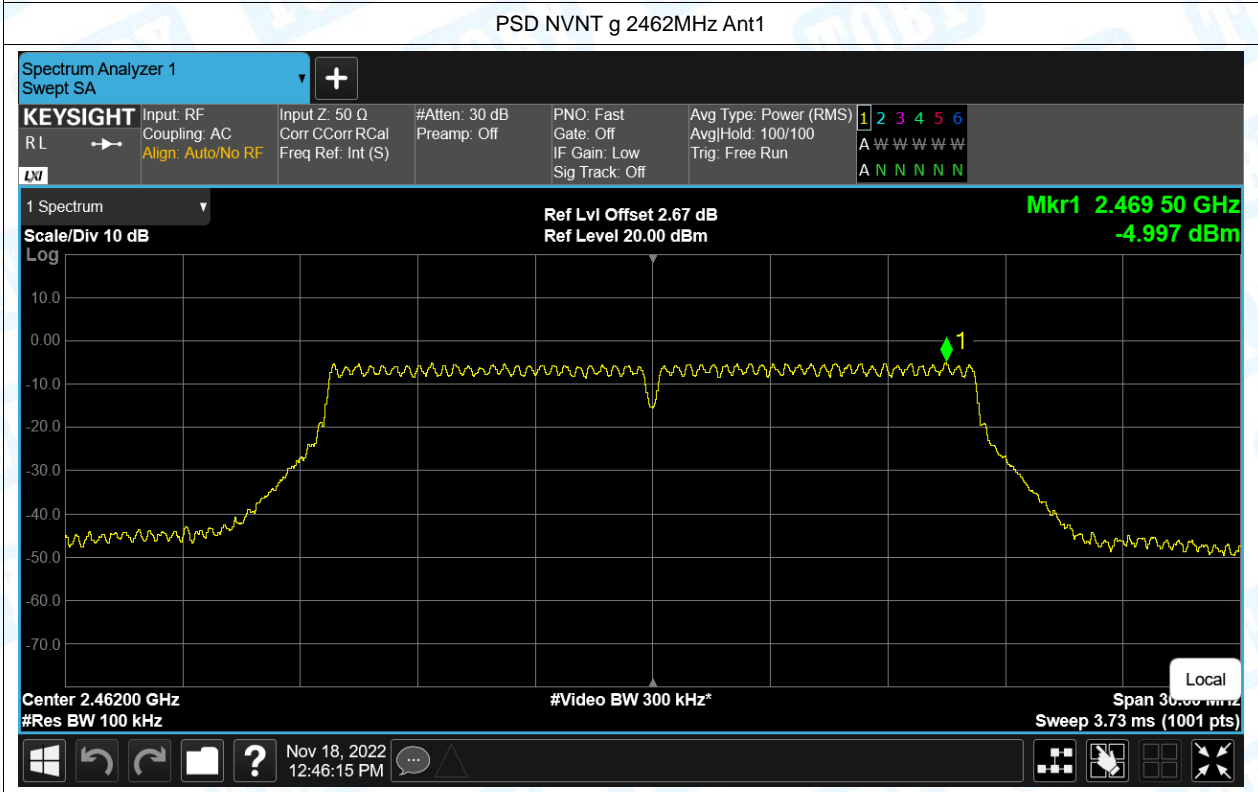 PSD NVNT g 2462MHz Ant1
Spectrum Analyzer 1
Swept SA
KEYSIGHT
R L
LXI
Input: RF
Coupling: AC
Align: Auto/No RF
Input Z: 50 Ω
Corr CCorr RCal
Freq Ref: Int (S)
#Atten: 30 dB
Preamp: Off
PNO: Fast
Gate: Off
IF Gain: Low
Sig Track: Off
Avg Type: Power (RMS)
Avg|Hold: 100/100
Trig: Free Run
1 2 3 4 5 6
A W W W W W
A N N N N N
1 Spectrum
Scale/Div 10 dB
Log
Ref Lvl Offset 2.67 dB
Ref Level 20.00 dBm
Mkr1 2.469 50 GHz
-4.997 dBm
10.0
0.00
1
-10.0
-20.0
-30.0
-40.0
-50.0
-60.0
-70.0
Local
Center 2.46200 GHz
#Video BW 300 kHz*
Span 30.00 MHz
#Res BW 100 kHz
Sweep 3.73 ms (1001 pts)
?
Nov 18, 2022
12:46:15 PM